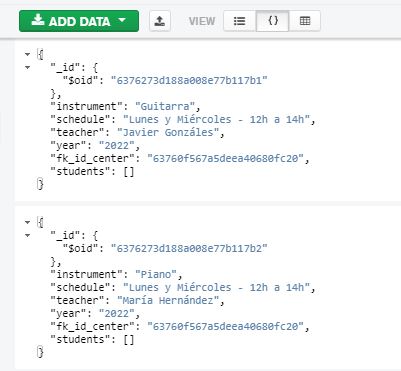 ADD DATA VIEW {}
{
"_id": {
"$oid": "6376273d188a008e77b117b1"
},
"instrument": "Guitarra",
"schedule": "Lunes y Miércoles - 12h a 14h",
"teacher": "Javier Gonzáles",
"year": "2022",
"fk_id_center": "63760f567a5deea40680fc20",
"students": []
}
{
"_id": {
"$oid": "6376273d188a008e77b117b2"
},
"instrument": "Piano",
"schedule": "Lunes y Miércoles - 12h a 14h",
"teacher": "María Hernández",
"year": "2022",
"fk_id_center": "63760f567a5deea40680fc20",
"students": []
}